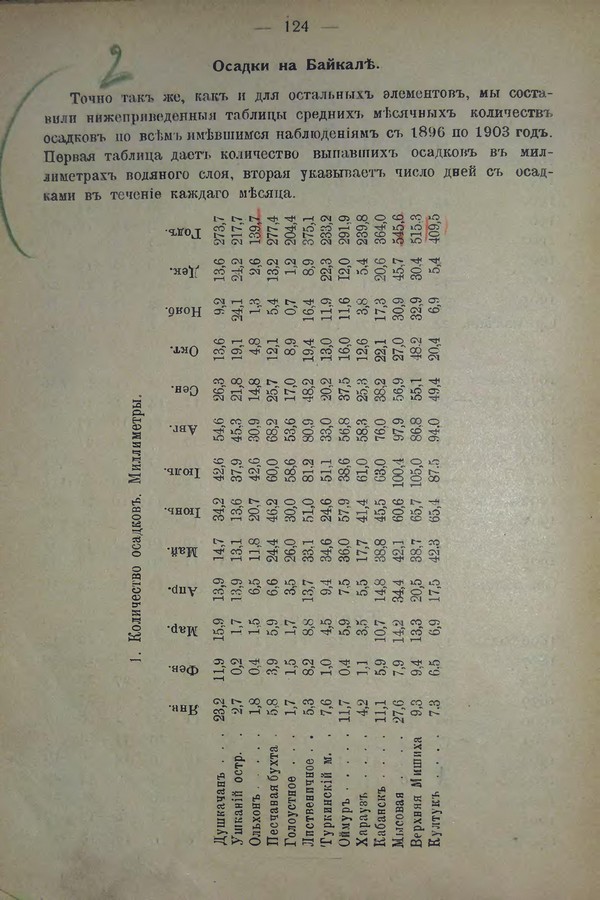 — 124 —
2
Осадки на Байкалѣ.
Точно такъ же, какъ и для остальныхъ элементовъ, мы соста-
вили нижеприведенныя таблицы среднихъ мѣсячныхъ количествъ
осадковъ по всѣмъ имѣвшимся наблюденіямъ съ 1896 по 1903 годъ.
Первая таблица даетъ количество выпавшихъ осадковъ въ мил-
лиметрахъ водяного слоя, вторая указываетъ число дней съ осад-
ками въ теченіе каждаго мѣсяца.
1. Количество осадковъ. Миллиметры.
Янв. Фев. Мар. Апр. Май. Іюнь. Іюль. Авг. Сен. Окт. Нояб. Дек. Годъ.
Душкачанъ . . . 23,2 11,9 15,9 13,9 14,7 34,2 42,6 54,6 26,3 13,6 9,2 13,6 273,7
Ушканій остр. . 2,7 0,2 1,7 13,9 13,1 13,6 37,9 45,3 21,8 19,1 24,1 24,2 217,7
Ольхонъ . . . . . 1,8 0,4 1,5 6,5 11,8 20,7 42,6 30,9 14,8 4,8 1,3 2,6 139,7
Песчаная бухта . 5,8 3,9 5,9 6,6 24,4 46,2 60,0 68,2 25,7 12,1 5,4 13,2 277,4
Голоустное . . . 1,7 1,5 1,7 3,5 26,0 30,0 58,6 53,6 17,0 8,9 0,7 1,2 204,4
Лиственичное . . 5,3 8,2 8,8 13,7 33,1 51,0 81,2 80,9 48,2 19,4 16,4 8,9 375,1
Туркинскій м. . 7,6 1,0 4,5 9,4 34,6 24,6 51,1 33,0 20,2 13,0 11,9 22,3 233,2
Оймуръ . . . . . 11,7 0,4 5,9 7,5 36,0 57,9 38,6 56,8 37,5 16,0 11,6 12,0 291,9
Хараузъ . . . . 4,2 1,1 3,5 5,5 17,7 41,4 61,0 58,3 25,3 12,6 3,8 5,4 239,8
Кабанскъ . . . . 11,1 5,9 10,7 14,8 38,8 45,5 63,0 76,0 38,2 22,1 17,3 20,6 364,0
Мысовая . . . . 27,6 7,9 14,2 34,4 42,1 60,6 100,4 97,9 56,9 27,0 30,9 45,7 545,6
Верхняя Мишиха 9,3 9,4 13,3 20,5 38,7 65,7 105,0 86,8 55,1 48,2 32,9 30,4 515,3
Култукъ . . . . 7,3 6,5 6,9 17,5 42,3 65,4 87,5 94,0 49,4 20,4 6,9 5,4 409,5